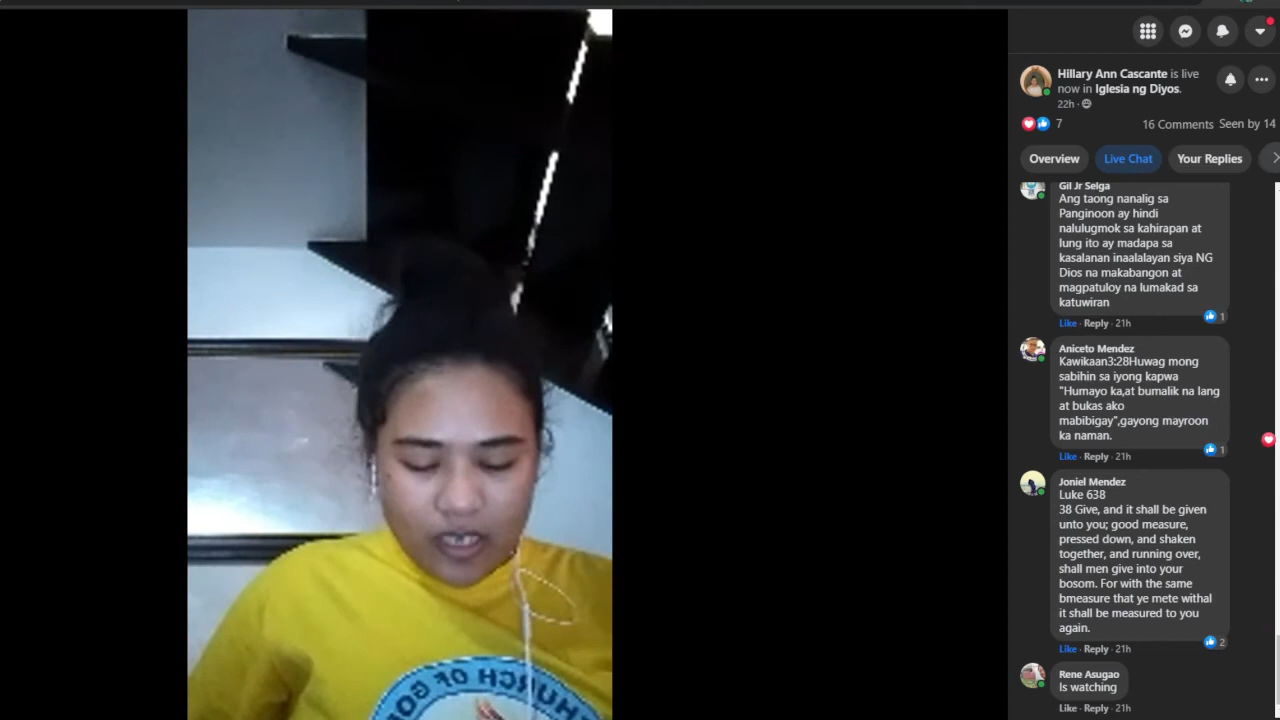 Hillary Ann Cascante is live
now in Iglesia ng Diyos.
22h
7
16 Comments Seen by 14
Overview
Live Chat
Your Replies
Gil Jr Selga
Ang taong nanalig sa
Panginoon ay hindi
nalulugmok sa kahirapan at
lung ito ay madapa sa
kasalanan inaalalayan siya NG
Dios na makabangon at
magpatuloy na lumakad sa
katuwiran
1
Like · Reply · 21h
Aniceto Mendez
Kawikaan3:28Huwag mong
sabihin sa iyong kapwa
"Humayo ka,at bumalik na lang
at bukas ako
mabibigay",gayong mayroon
ka naman.
1
Like · Reply · 21h
Joniel Mendez
Luke 638
38 Give, and it shall be given
unto you; good measure,
pressed down, and shaken
together, and running over,
shall men give into your
bosom. For with the same
bmeasure that ye mete withal
it shall be measured to you
again.
2
Like · Reply · 21h
Rene Asugao
Is watching
Like · Reply · 21h
CHURCH OF GOD